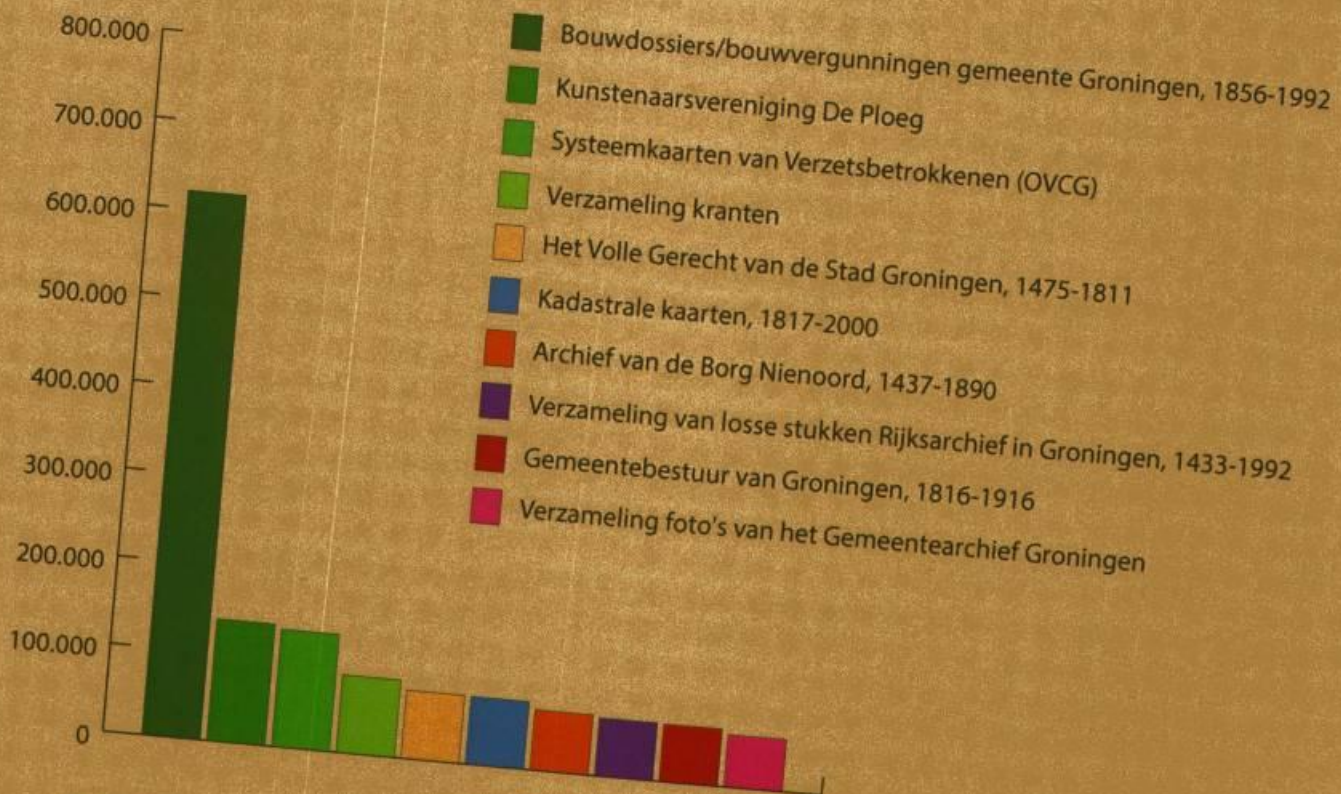 800.000
700.000
600.000
500.000
400.000
300.000
200.000
100.000
0
Bouwdossiers/bouwvergunningen gemeente Groningen, 1856-1992
Kunstenaarsvereniging De Ploeg
Systeemkaarten van Verzetsbetrokkenen (OVCG)
Verzameling kranten
Het Volle Gerecht van de Stad Groningen, 1475-1811
Kadastrale kaarten, 1817-2000
Archief van de Borg Nienoord, 1437-1890
Verzameling van losse stukken Rijksarchief in Groningen, 1433-1992
Gemeentebestuur van Groningen, 1816-1916
Verzameling foto's van het Gemeentearchief Groningen